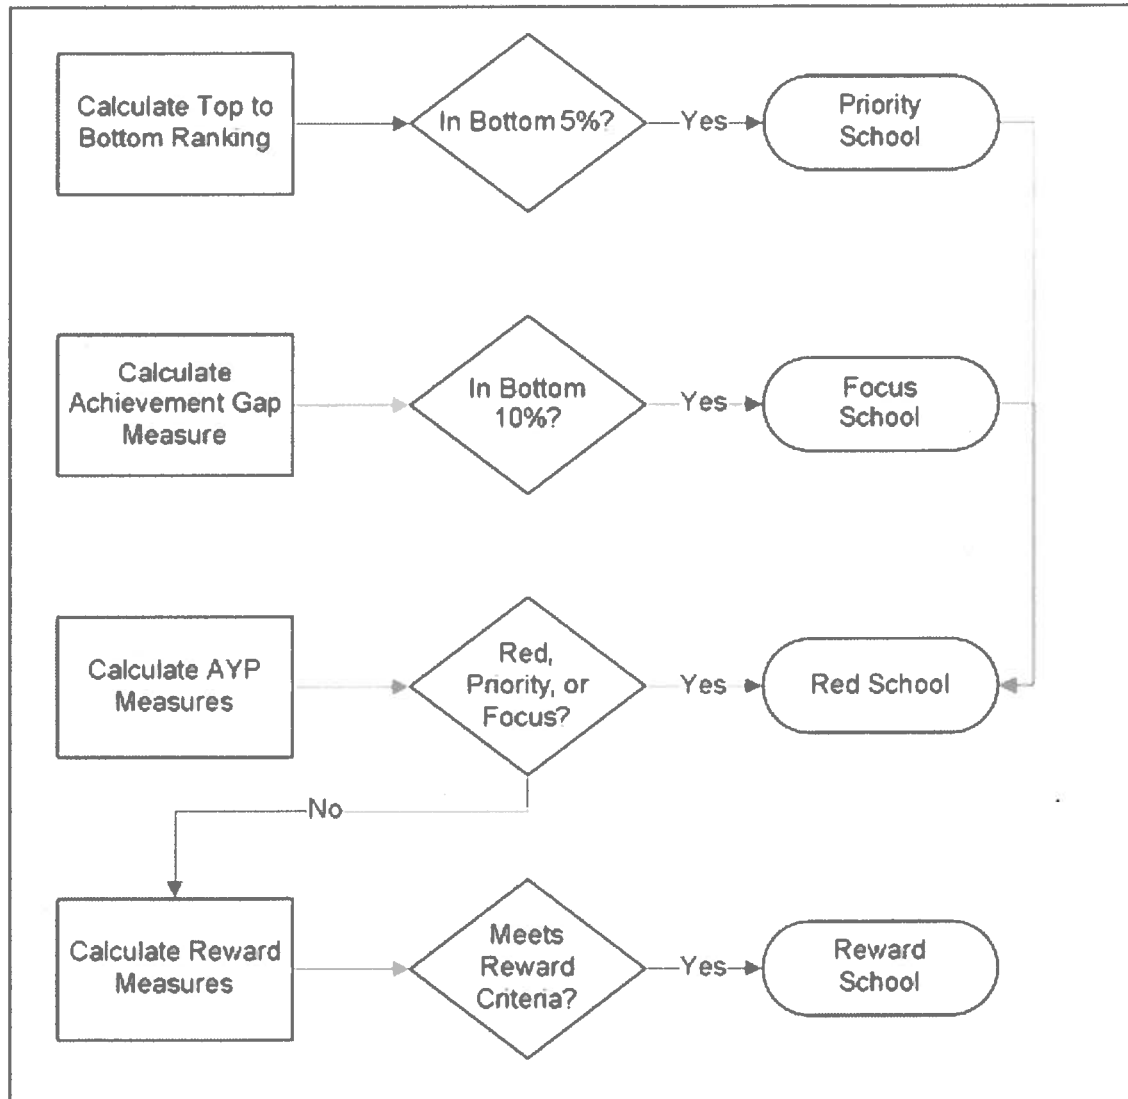 Calculate Top to
Bottom Ranking
In Bottom 5%?
Yes
Priority
School
Calculate
Achievement Gap
Measure
In Bottom
10%?
Yes
Focus
School
Calculate AYP
Measures
Red,
Priority, or
Focus?
Yes
Red School
No
Calculate Reward
Measures
Meets
Reward
Criteria?
Yes
Reward
School